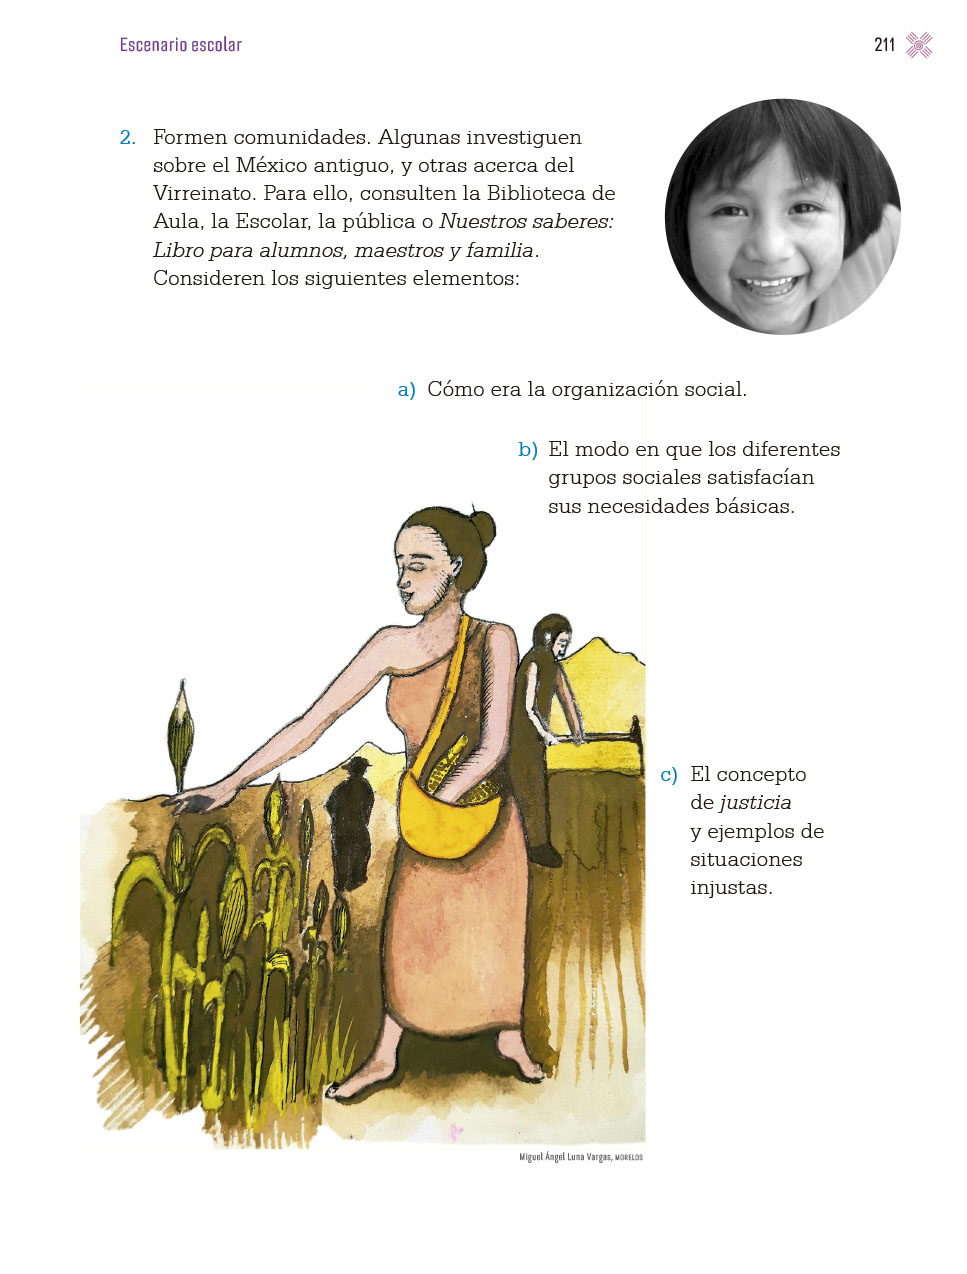 Escenario escolar
211
2. Formen comunidades. Algunas investiguen
sobre el México antiguo, y otras acerca del
Virreinato. Para ello, consulten la Biblioteca de
Aula, la Escolar, la pública o Nuestros saberes:
Libro para alumnos, maestros y familia.
Consideren los siguientes elementos:
a) Cómo era la organización social.
b) El modo en que los diferentes
grupos sociales satisfacían
sus necesidades básicas.
c) El concepto
de justicia
y ejemplos de
situaciones
injustas.
Miguel Ángel Luna Vargas, MORELOS